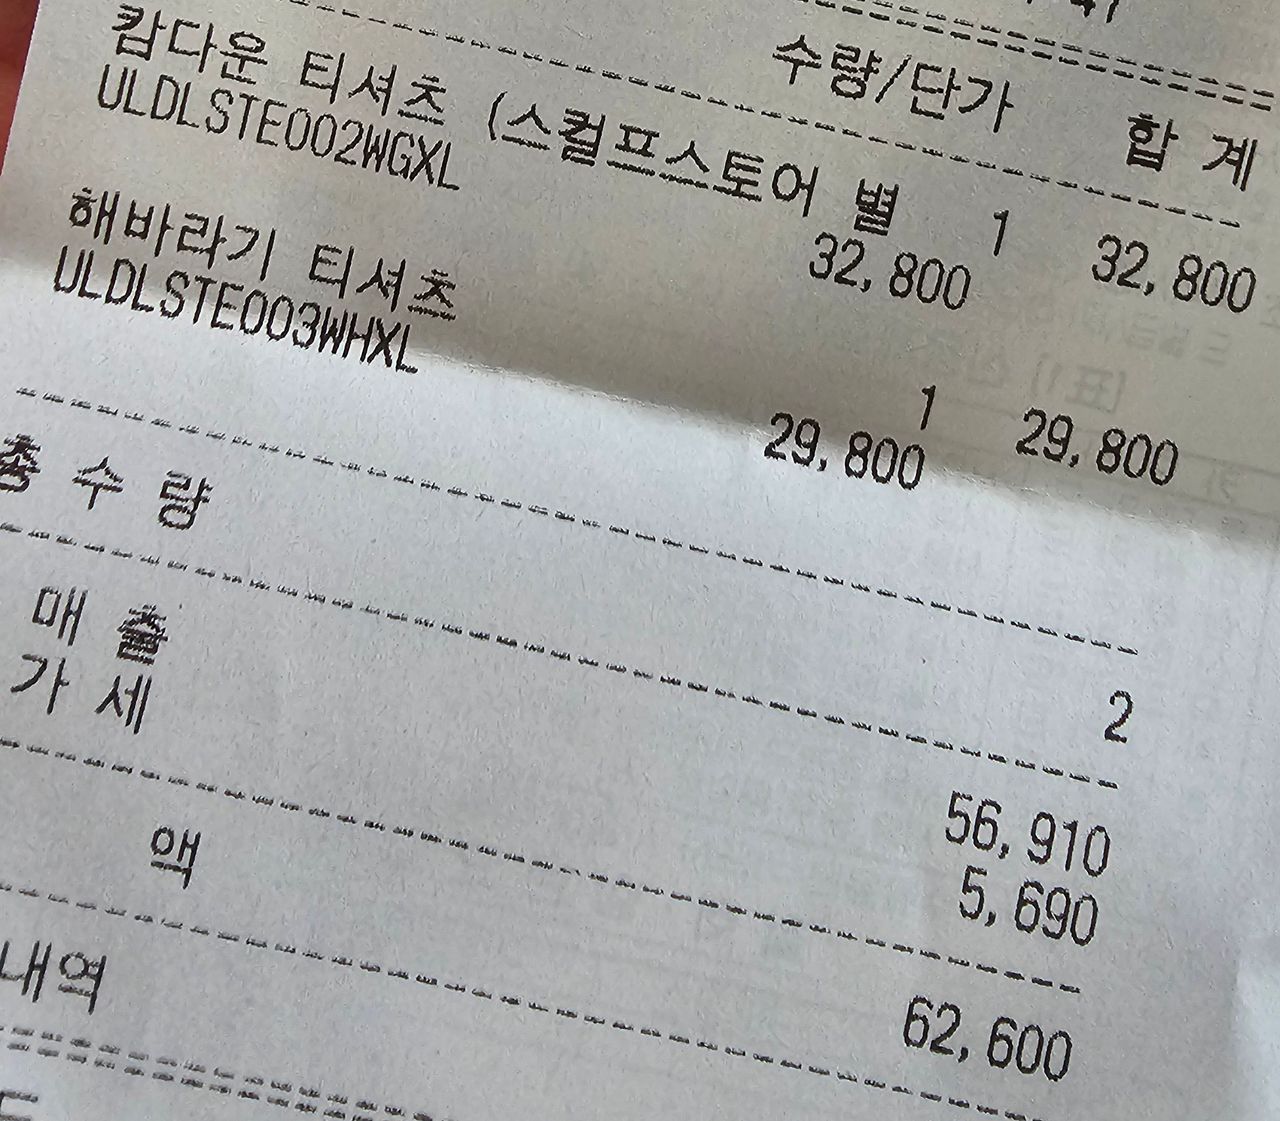 수량/단가 합 계
캄다운 티셔츠 (스컬프스토어 별
ULDLSTE002WGXL
1
32,800 32,800
해바라기 티셔츠
ULDLSTE003WHXL
1
29,800 29,800
총 수 량 2
매 출 56,910
가 세 5,690
액 62,600
내역